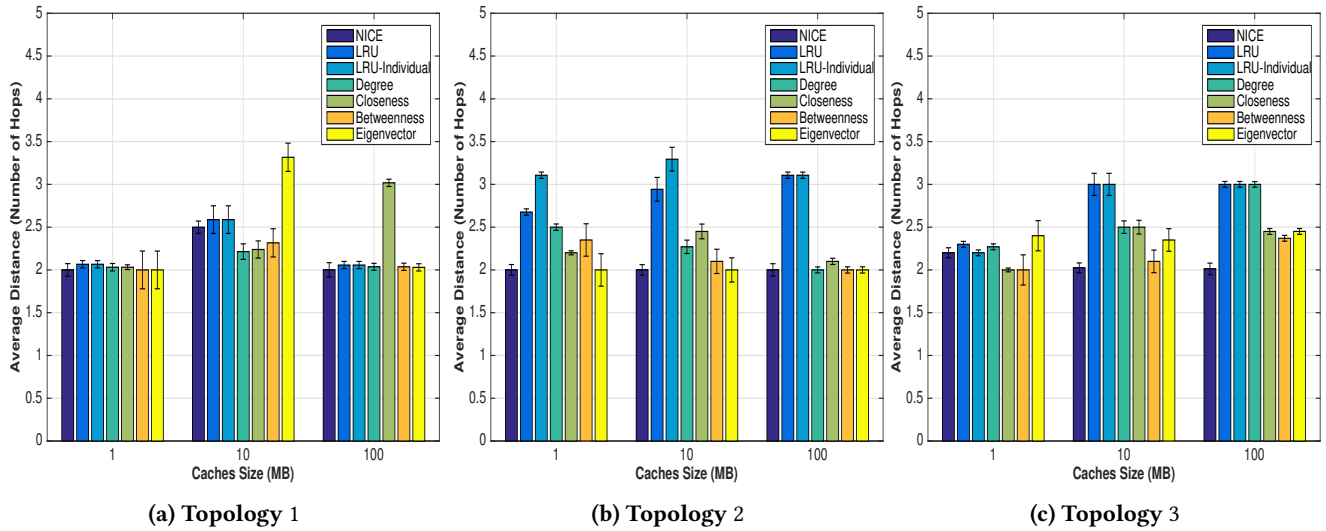 5
4.5
4
3.5
3
2.5
2
1.5
1
0.5
0
Average Distance (Number of Hops)
NICE
LRU
LRU-Individual
Degree
Closeness
Betweenness
Eigenvector
1 10 100
Caches Size (MB)
(a) Topology 1
5
4.5
4
3.5
3
2.5
2
1.5
1
0.5
0
Average Distance (Number of Hops)
NICE
LRU
LRU-Individual
Degree
Closeness
Betweenness
Eigenvector
1 10 100
Caches Size (MB)
(b) Topology 2
5
4.5
4
3.5
3
2.5
2
1.5
1
0.5
0
Average Distance (Number of Hops)
NICE
LRU
LRU-Individual
Degree
Closeness
Betweenness
Eigenvector
1 10 100
Caches Size (MB)
(c) Topology 3